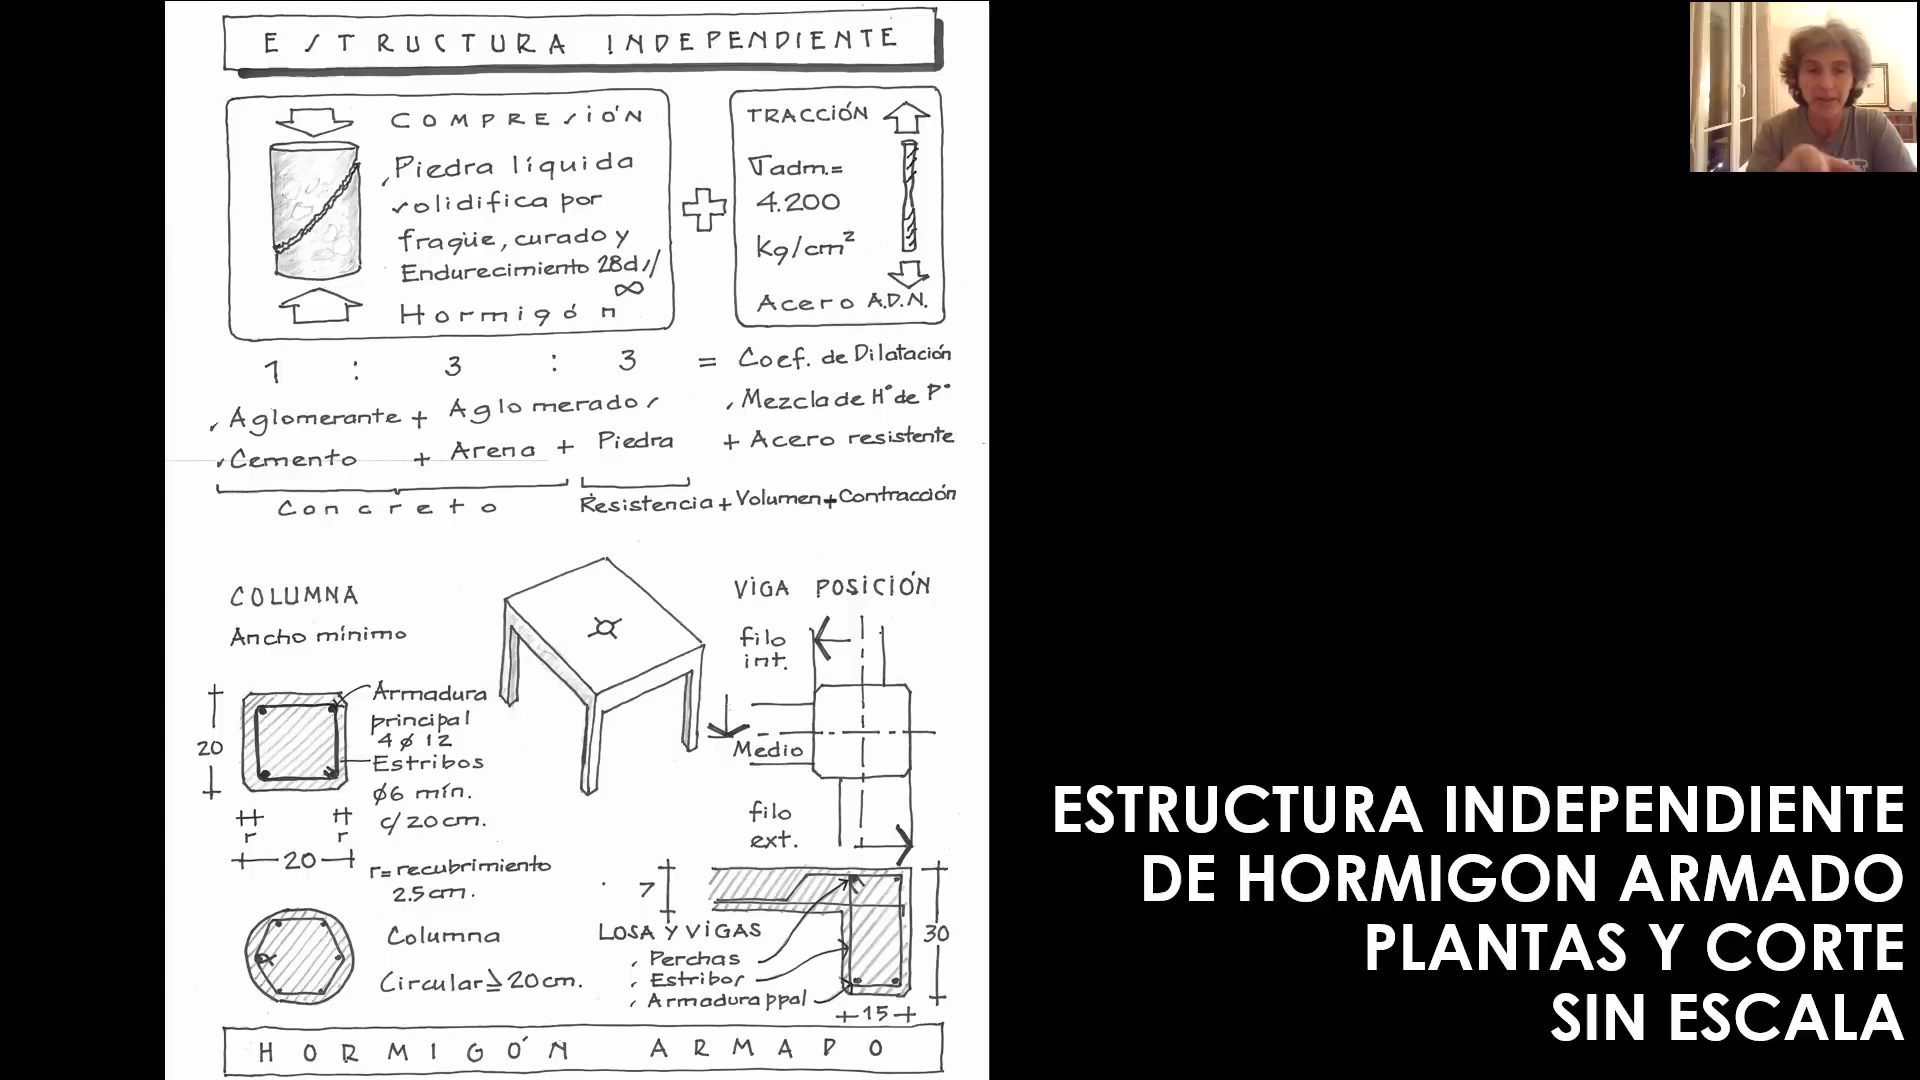 ESTRUCTURA INDEPENDIENTE
COMPRESIÓN
Piedra líquida
solidifica por
fragüe, curado y
Endurecimiento 28d //
∞
Hormigón
TRACCIÓN
σadm.=
4.200
kg/cm²
Acero A.D.N.
1 : 3 : 3 = Coef. de Dilatación
Aglomerante + Aglomerados
Mezcla de H° de P°
Cemento + Arena + Piedra
+ Acero resistente
Concreto
Resistencia + Volumen + Contracción
COLUMNA
Ancho mínimo
Armadura
principal
4 ø 12
Estribos
ø6 mín.
c/20cm.
20
r
r
20
r= recubrimiento
2.5cm.
Columna
Circular ≥ 20cm.
VIGA POSICIÓN
filo
int.
Medio
filo
ext.
7
LOSA Y VIGAS
Perchas
Estribos
Armadura ppal
30
15
HORMIGÓN ARMADO
ESTRUCTURA INDEPENDIENTE
DE HORMIGON ARMADO
PLANTAS Y CORTE
SIN ESCALA